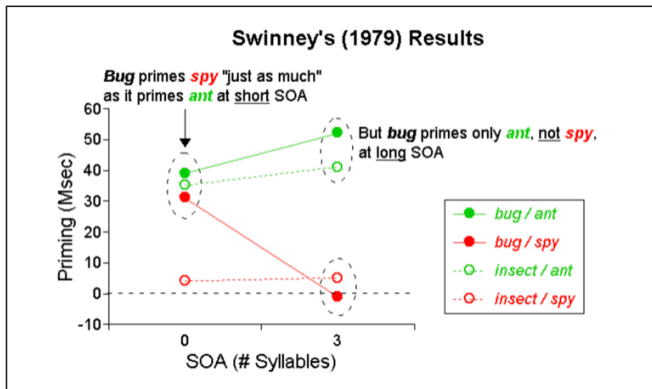 Swinney's (1979) Results
Bug primes spy "just as much"
as it primes ant at short SOA
But bug primes only ant, not spy,
at long SOA
Priming (Msec)
60
50
40
30
20
10
0
-10
0
3
SOA (# Syllables)
bug / ant
bug / spy
insect / ant
insect / spy